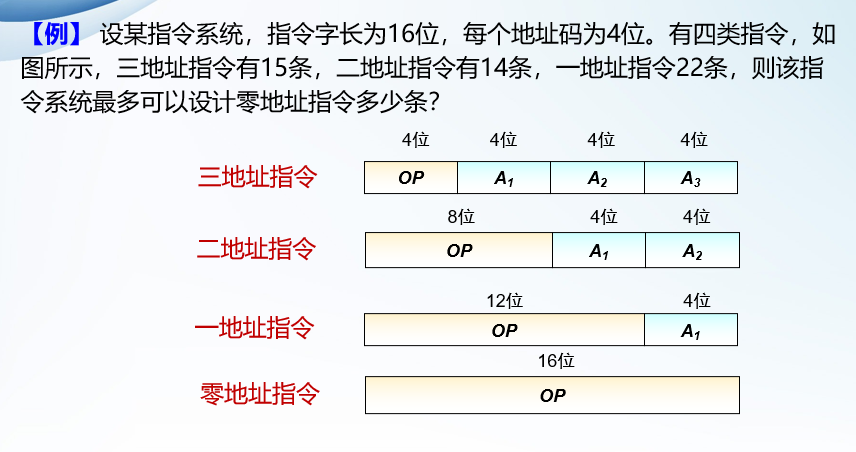 【例】 设某指令系统，指令字长为16位，每个地址码为4位。有四类指令，如
图所示，三地址指令有15条，二地址指令有14条，一地址指令22条，则该指
令系统最多可以设计零地址指令多少条？
4位 4位 4位 4位
三地址指令 OP A1 A2 A3
8位 4位 4位
二地址指令 OP A1 A2
12位 4位
一地址指令 OP A1
16位
零地址指令 OP